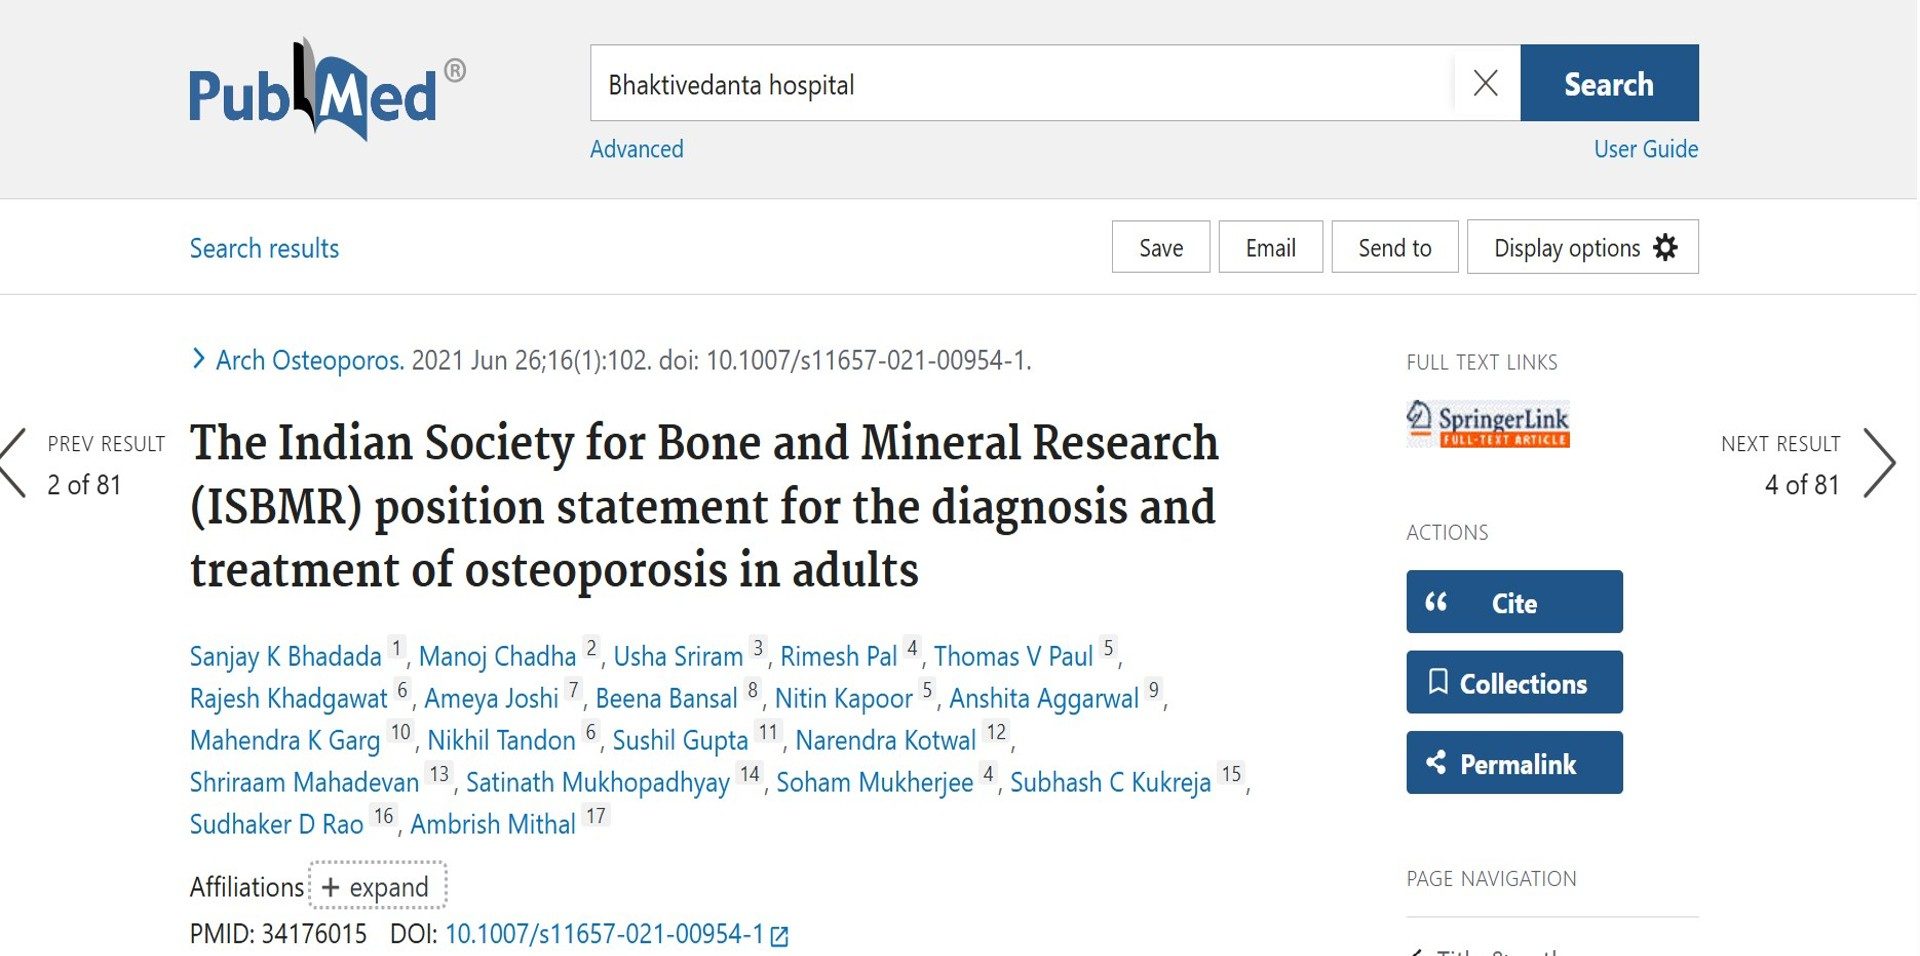 PubMed®
Bhaktivedanta hospital
Search
Advanced
User Guide
Search results
Save
Email
Send to
Display options
Arch Osteoporos. 2021 Jun 26;16(1):102. doi: 10.1007/s11657-021-00954-1.
The Indian Society for Bone and Mineral Research
(ISBMR) position statement for the diagnosis and
treatment of osteoporosis in adults
PREV RESULT
2 of 81
Sanjay K Bhadada 1, Manoj Chadha 2, Usha Sriram 3, Rimesh Pal 4, Thomas V Paul 5,
Rajesh Khadgawat 6, Ameya Joshi 7, Beena Bansal 8, Nitin Kapoor 5, Anshita Aggarwal 9,
Mahendra K Garg 10, Nikhil Tandon 6, Sushil Gupta 11, Narendra Kotwal 12,
Shriraam Mahadevan 13, Satinath Mukhopadhyay 14, Soham Mukherjee 4, Subhash C Kukreja 15,
Sudhaker D Rao 16, Ambrish Mithal 17
Affiliations + expand
PMID: 34176015 DOI: 10.1007/s11657-021-00954-1
FULL TEXT LINKS
SpringerLink
FULL-TEXT ARTICLE
NEXT RESULT
4 of 81
ACTIONS
Cite
Collections
Permalink
PAGE NAVIGATION